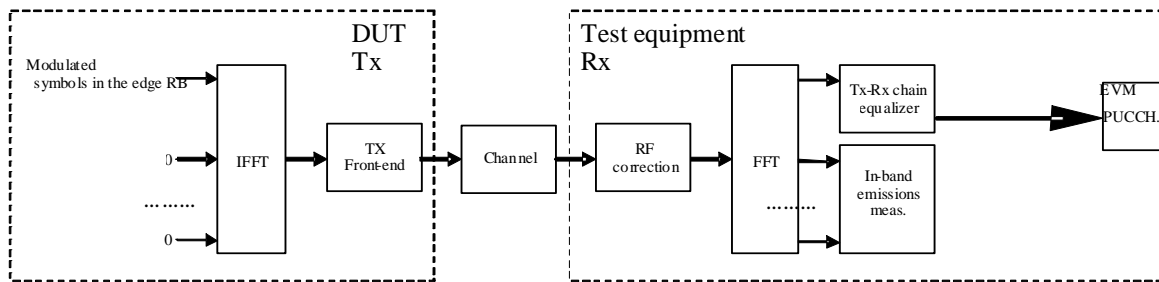 DUT
Tx
Modulated
symbols in the edge RB
0
………
0
IFFT
TX
Front-end
Channel
Test equipment
Rx
RF
correction
FFT
………
Tx-Rx chain
equalizer
In-band
emissions
meas.
EVM
PUCCH.